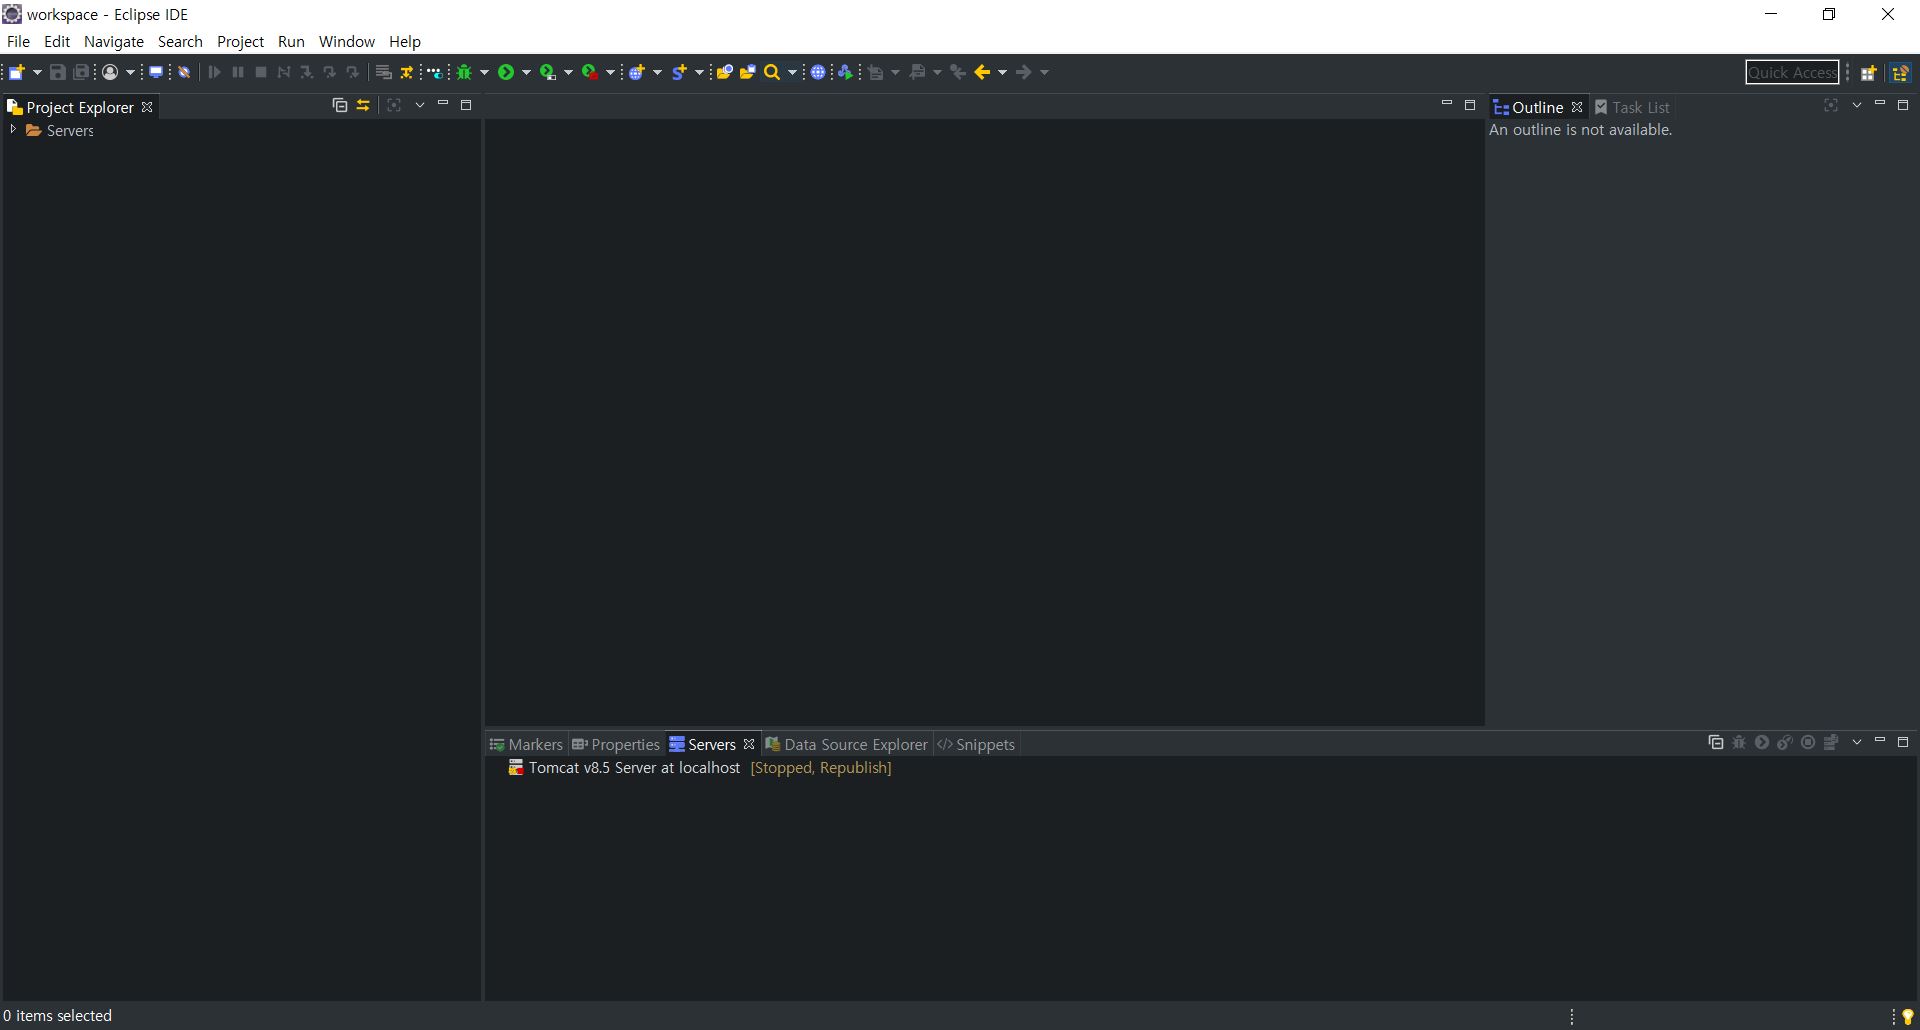 workspace - Eclipse IDE
File Edit Navigate Search Project Run Window Help
Quick Access
Project Explorer
Servers
Outline Task List
An outline is not available.
Markers Properties Servers Data Source Explorer Snippets
Tomcat v8.5 Server at localhost [Stopped, Republish]
0 items selected